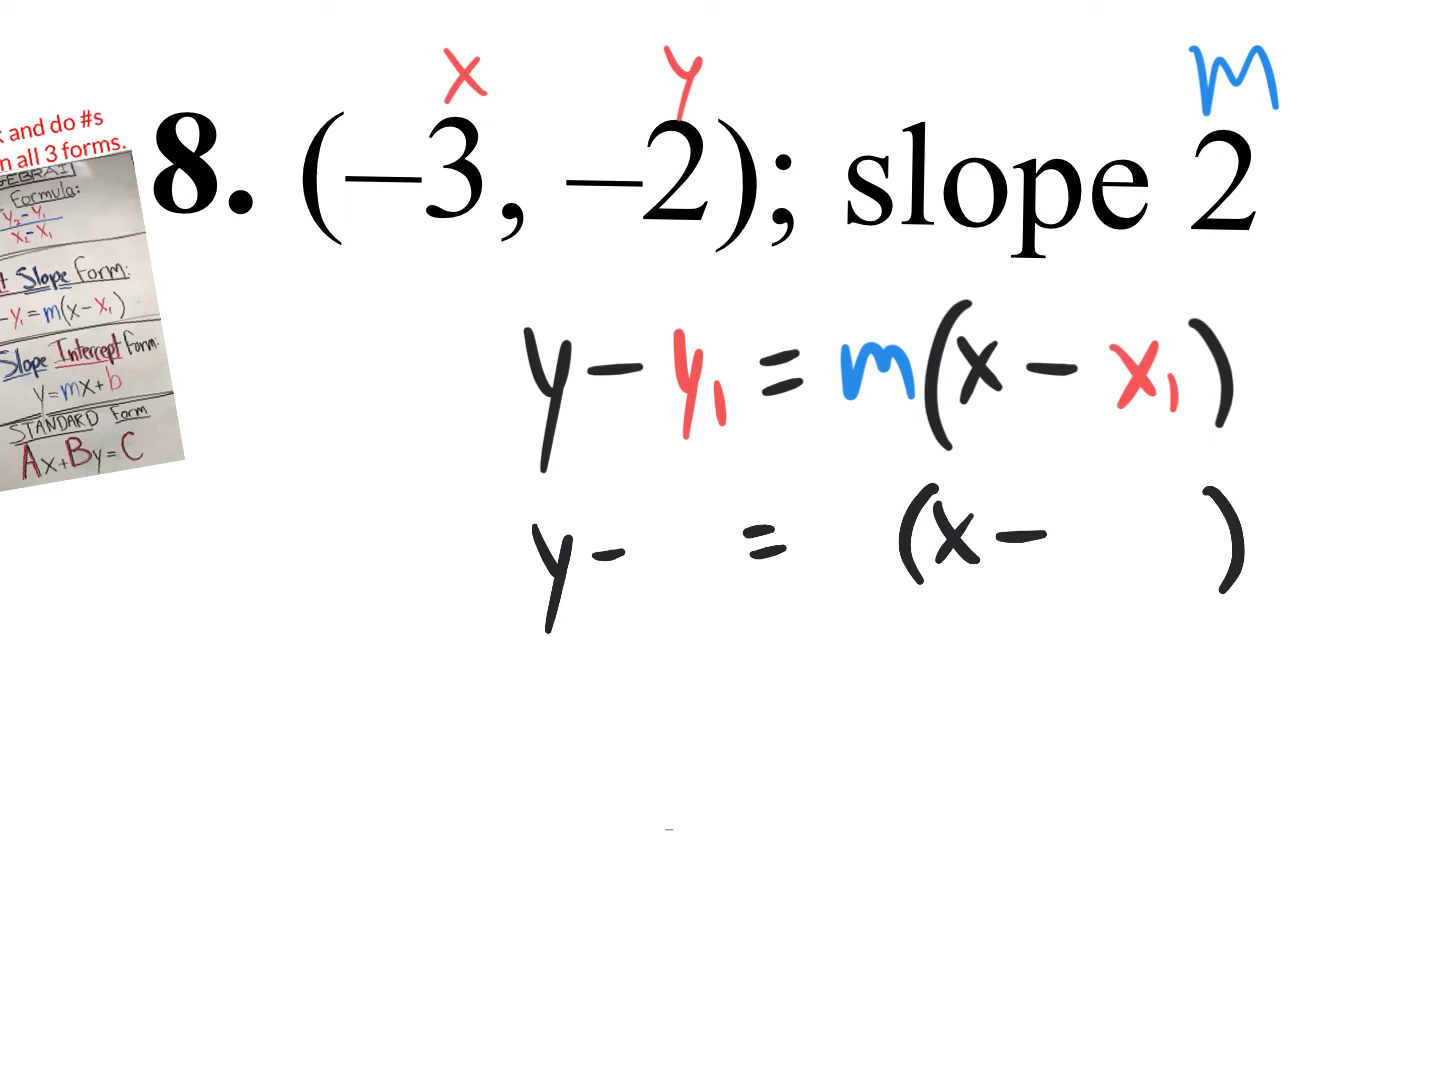 x y m
k and do #s
n all 3 forms.
8. (−3, −2); slope 2
GEBRA I
Formula:
y₂-y₁
x₂-x₁
t Slope Form:
-y₁=m(x-x₁)
Slope Intercept Form:
y=mx+b
STANDARD Form
Ax+By=C
y-y₁=m(x-x₁)
y- = (x- )